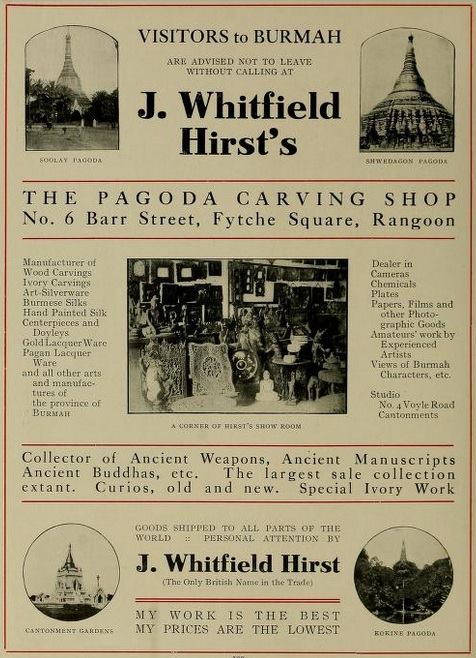 VISITORS to BURMAH
ARE ADVISED NOT TO LEAVE
WITHOUT CALLING AT
J. Whitfield
Hirst's
SOOLAY PAGODA
SHWEDAGON PAGODA
THE PAGODA CARVING SHOP
No. 6 Barr Street, Fytche Square, Rangoon
Manufacturer of
Wood Carvings
Ivory Carvings
Art-Silverware
Burmese Silks
Hand Painted Silk
Centerpieces and
Doyleys
Gold Lacquer Ware
Pagan Lacquer
Ware
and all other arts
and manufac-
tures of
the province of
BURMAH
A CORNER OF HIRST'S SHOW ROOM
Dealer in
Cameras
Chemicals
Plates
Papers, Films and
other Photo-
graphic Goods
Amateurs' work by
Experienced
Artists
Views of Burmah
Characters, etc.
Studio
No. 4 Voyle Road
Cantonments
Collector of Ancient Weapons, Ancient Manuscripts
Ancient Buddhas, etc. The largest sale collection
extant. Curios, old and new. Special Ivory Work
GOODS SHIPPED TO ALL PARTS OF THE
WORLD :: PERSONAL ATTENTION BY
J. Whitfield Hirst
(The Only British Name in the Trade)
MY WORK IS THE BEST
MY PRICES ARE THE LOWEST
CANTONMENT GARDENS
KOKINE PAGODA